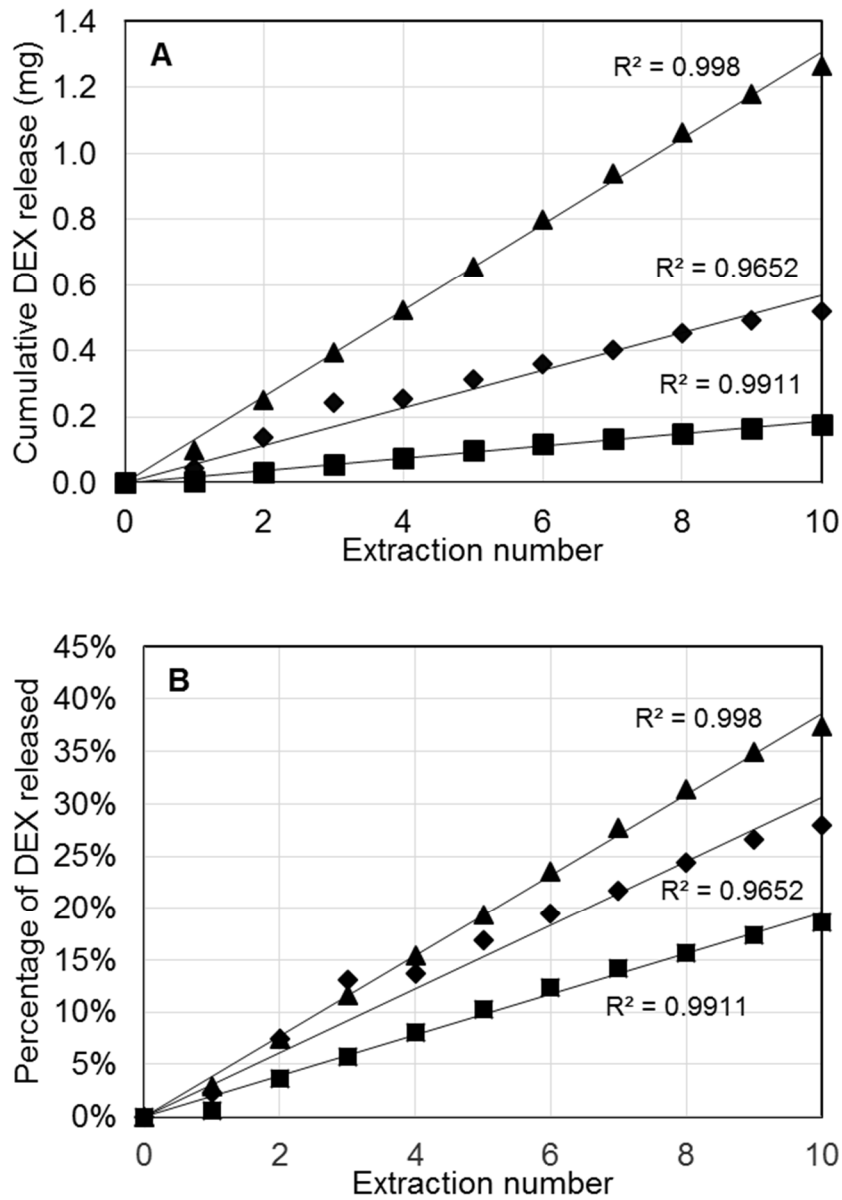 1.4
A
R² = 0.998
1.2
1.0
0.8
R² = 0.9652
0.6
0.4
R² = 0.9911
0.2
0.0
Cumulative DEX release (mg)
0 2 4 6 8 10
Extraction number
45%
B
40%
R² = 0.998
35%
30%
25%
R² = 0.9652
20%
15%
R² = 0.9911
10%
5%
0%
Percentage of DEX released
0 2 4 6 8 10
Extraction number